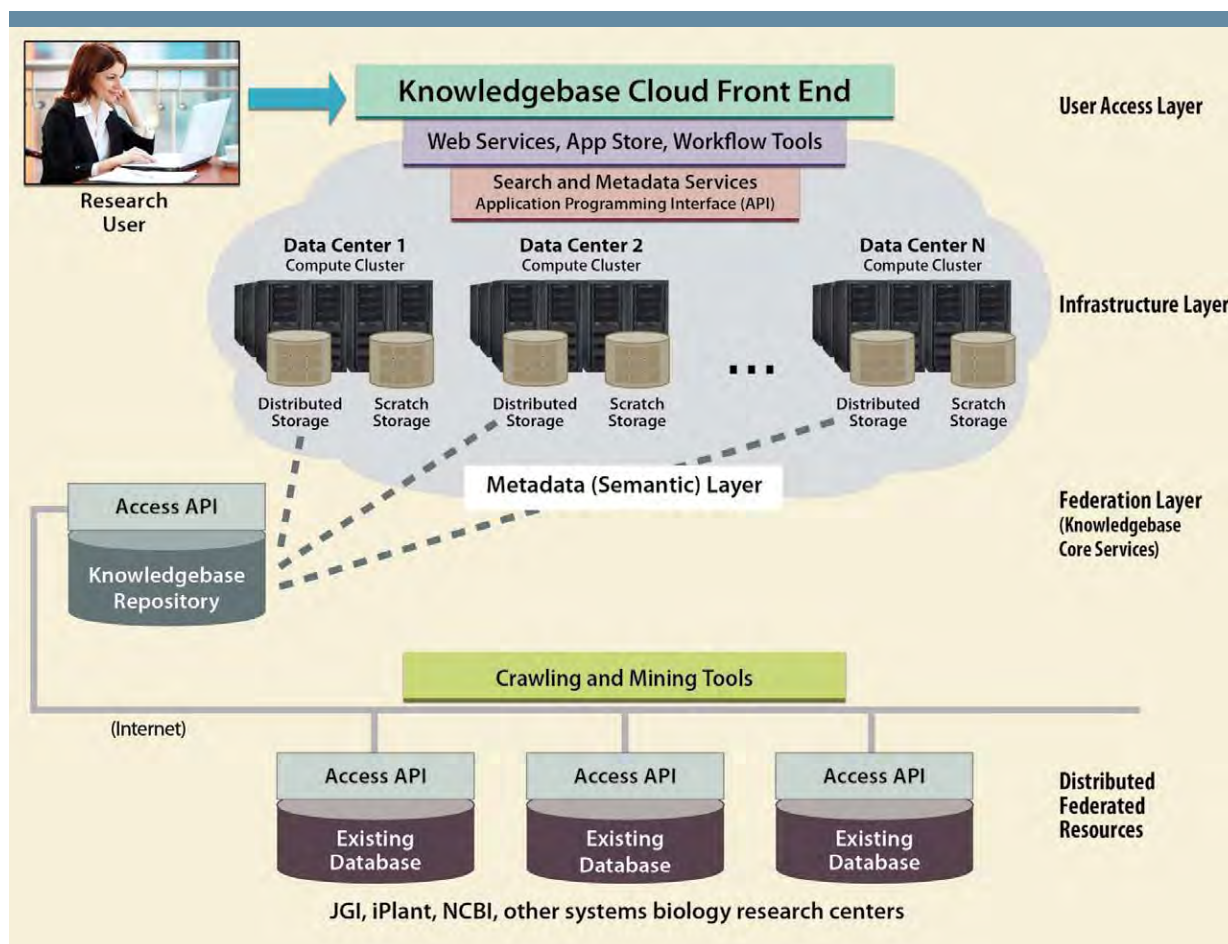 Knowledgebase Cloud Front End
User Access Layer
Web Services, App Store, Workflow Tools
Research
User
Search and Metadata Services
Application Programming Interface (API)
Data Center 1
Compute Cluster
Data Center 2
Compute Cluster
Data Center N
Compute Cluster
Infrastructure Layer
...
Distributed
Storage
Scratch
Storage
Distributed
Storage
Scratch
Storage
Distributed
Storage
Scratch
Storage
Metadata (Semantic) Layer
Access API
Knowledgebase
Repository
Federation Layer
(Knowledgebase
Core Services)
Crawling and Mining Tools
(Internet)
Access API
Existing
Database
Access API
Existing
Database
Access API
Existing
Database
Distributed
Federated
Resources
JGI, iPlant, NCBI, other systems biology research centers